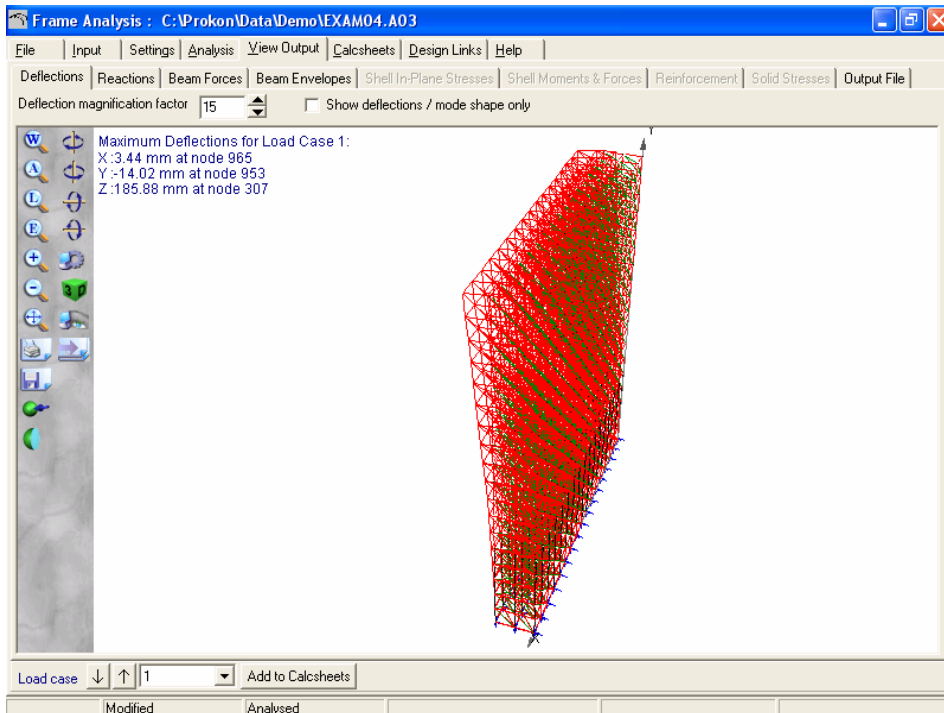 Frame Analysis : C:\Prokon\Data\Demo\EXAM04.A03
File Input Settings Analysis View Output Calcsheets Design Links Help
Deflections Reactions Beam Forces Beam Envelopes Shell In-Plane Stresses Shell Moments & Forces Reinforcement Solid Stresses Output File
Deflection magnification factor 15 Show deflections / mode shape only
Maximum Deflections for Load Case 1:
X :3.44 mm at node 965
Y :-14.02 mm at node 953
Z :185.88 mm at node 307
Y
W
A
L
E
3D
X
Load case 1 Add to Calcsheets
Modified Analysed